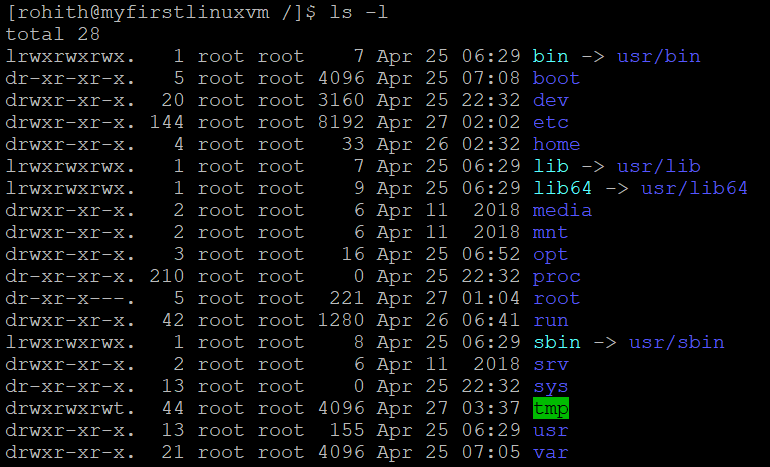 [rohith@myfirstlinuxvm /]$ ls -l
total 28
lrwxrwxrwx.   1 root root    7 Apr 25 06:29 bin -> usr/bin
dr-xr-xr-x.   5 root root 4096 Apr 25 07:08 boot
drwxr-xr-x.  20 root root 3160 Apr 25 22:32 dev
drwxr-xr-x. 144 root root 8192 Apr 27 02:02 etc
drwxr-xr-x.   4 root root   33 Apr 26 02:32 home
lrwxrwxrwx.   1 root root    7 Apr 25 06:29 lib -> usr/lib
lrwxrwxrwx.   1 root root    9 Apr 25 06:29 lib64 -> usr/lib64
drwxr-xr-x.   2 root root    6 Apr 11  2018 media
drwxr-xr-x.   2 root root    6 Apr 11  2018 mnt
drwxr-xr-x.   3 root root   16 Apr 25 06:52 opt
dr-xr-xr-x. 210 root root    0 Apr 25 22:32 proc
dr-xr-x---.   5 root root  221 Apr 27 01:04 root
drwxr-xr-x.  42 root root 1280 Apr 26 06:41 run
lrwxrwxrwx.   1 root root    8 Apr 25 06:29 sbin -> usr/sbin
drwxr-xr-x.   2 root root    6 Apr 11  2018 srv
dr-xr-xr-x.  13 root root    0 Apr 25 22:32 sys
drwxrwxrwt.  44 root root 4096 Apr 27 03:37 tmp
drwxr-xr-x.  13 root root  155 Apr 25 06:29 usr
drwxr-xr-x.  21 root root 4096 Apr 25 07:05 var